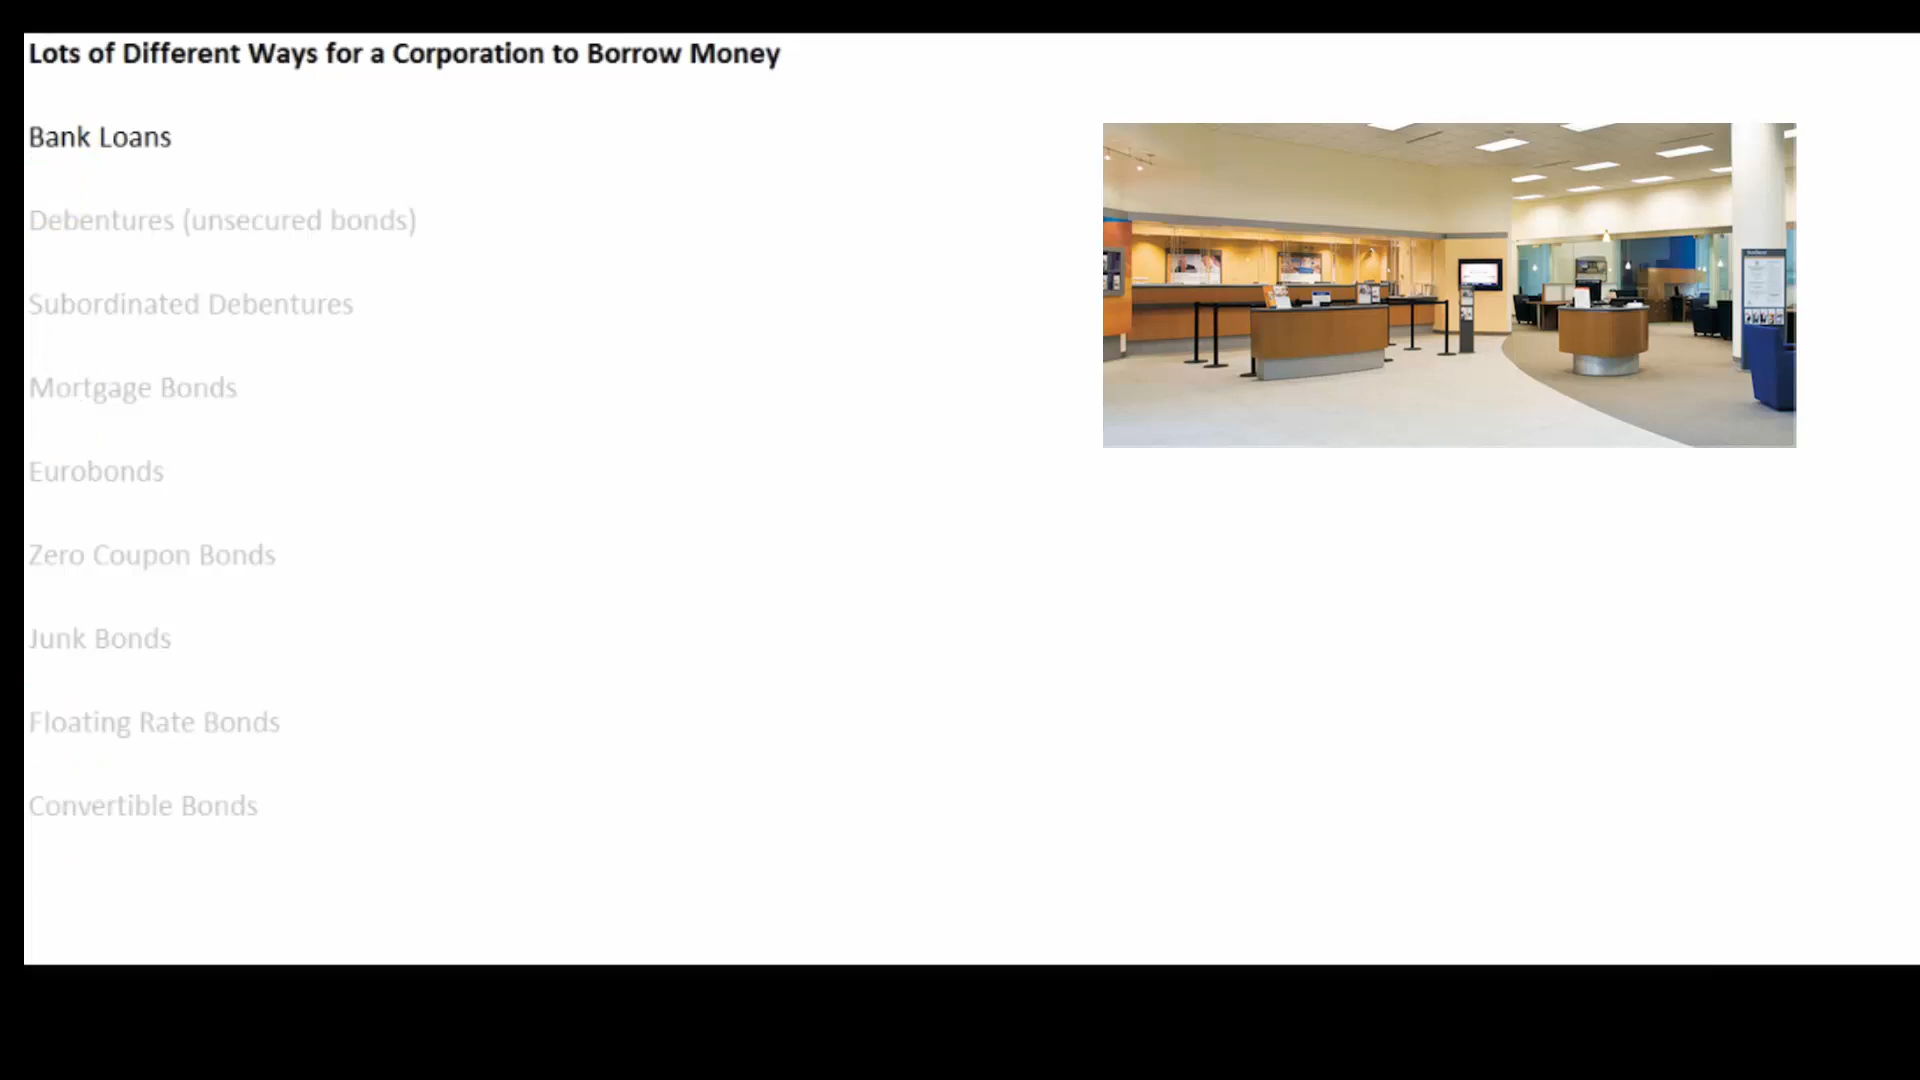 Lots of Different Ways for a Corporation to Borrow Money
Bank Loans
Debentures (unsecured bonds)
Subordinated Debentures
Mortgage Bonds
Eurobonds
Zero Coupon Bonds
Junk Bonds
Floating Rate Bonds
Convertible Bonds